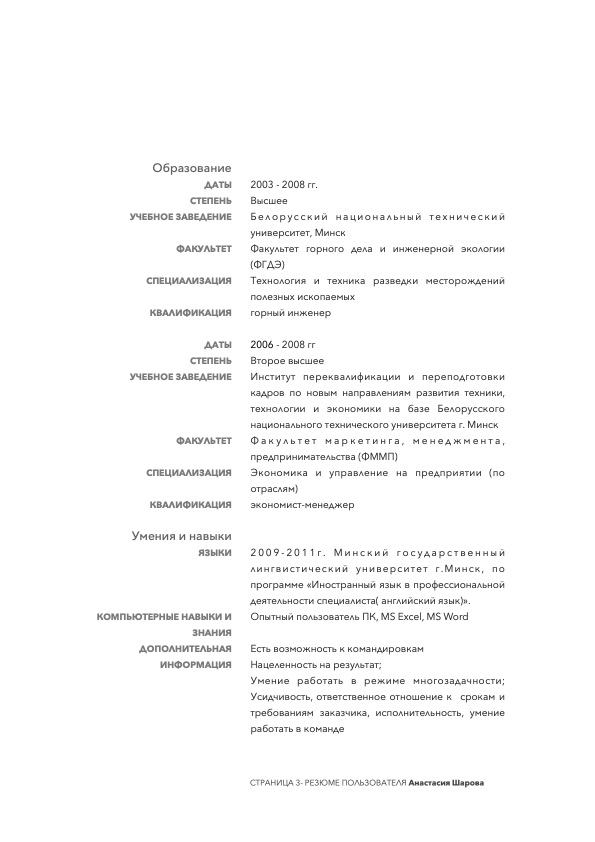 Образование
ДАТЫ 2003 - 2008 гг.
СТЕПЕНЬ Высшее
УЧЕБНОЕ ЗАВЕДЕНИЕ Белорусский национальный технический
университет, Минск
ФАКУЛЬТЕТ Факультет горного дела и инженерной экологии
(ФГДЭ)
СПЕЦИАЛИЗАЦИЯ Технология и техника разведки месторождений
полезных ископаемых
КВАЛИФИКАЦИЯ горный инженер
ДАТЫ 2006 - 2008 гг
СТЕПЕНЬ Второе высшее
УЧЕБНОЕ ЗАВЕДЕНИЕ Институт переквалификации и переподготовки
кадров по новым направлениям развития техники,
технологии и экономики на базе Белорусского
национального технического университета г. Минск
ФАКУЛЬТЕТ Факультет маркетинга, менеджмента,
предпринимательства (ФММП)
СПЕЦИАЛИЗАЦИЯ Экономика и управление на предприятии (по
отраслям)
КВАЛИФИКАЦИЯ экономист-менеджер
Умения и навыки
ЯЗЫКИ 2009-2011г. Минский государственный
лингвистический университет г.Минск, по
программе «Иностранный язык в профессиональной
деятельности специалиста( английский язык)».
КОМПЬЮТЕРНЫЕ НАВЫКИ И Опытный пользователь ПК, MS Excel, MS Word
ЗНАНИЯ
ДОПОЛНИТЕЛЬНАЯ Есть возможность к командировкам
ИНФОРМАЦИЯ Нацеленность на результат;
Умение работать в режиме многозадачности;
Усидчивость, ответственное отношение к срокам и
требованиям заказчика, исполнительность, умение
работать в команде
СТРАНИЦА 3- РЕЗЮМЕ ПОЛЬЗОВАТЕЛЯ Анастасия Шарова